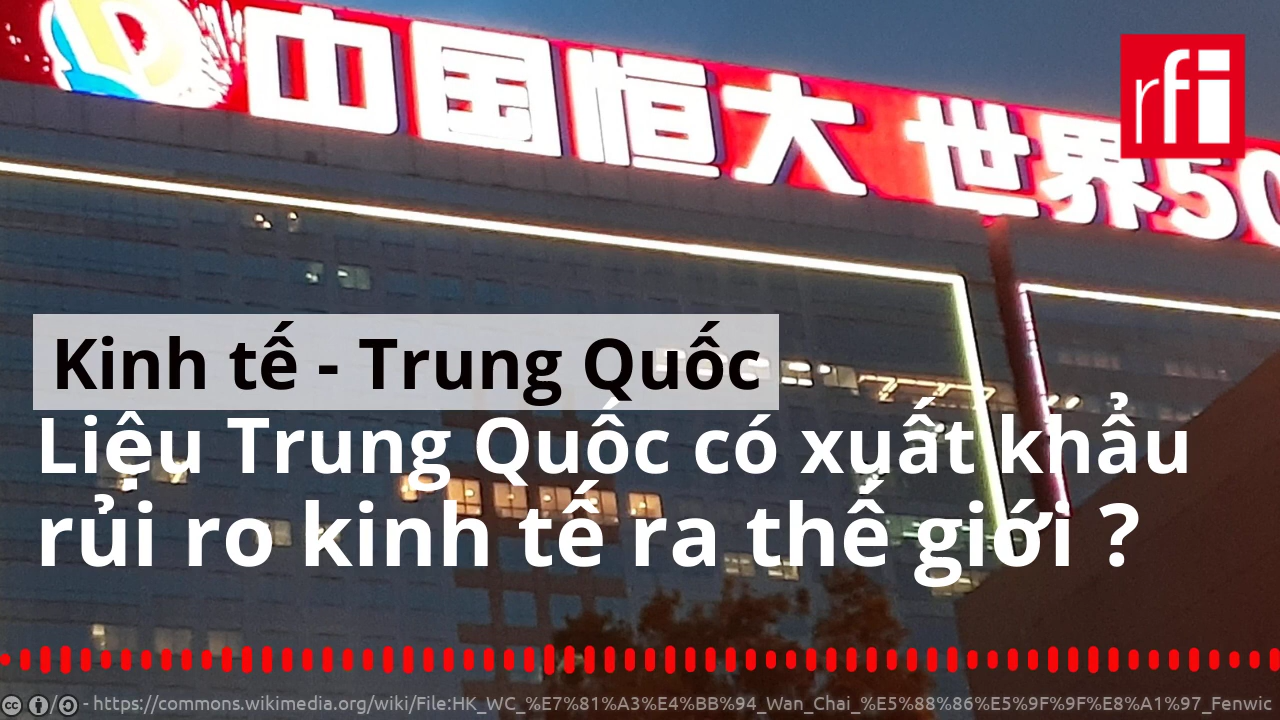 中国恒大 世界50
rfi
Kinh tế - Trung Quốc
Liệu Trung Quốc có xuất khẩu
rủi ro kinh tế ra thế giới ?
cc / - https://commons.wikimedia.org/wiki/File:HK_WC_%E7%81%A3%E4%BB%94_Wan_Chai_%E5%88%86%E5%9F%9F%E8%A1%97_Fenwic